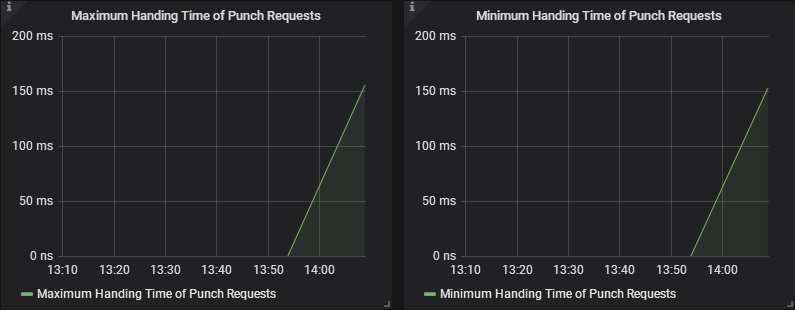 Maximum Handing Time of Punch Requests
200 ms
150 ms
100 ms
50 ms
0 ns
13:10 13:20 13:30 13:40 13:50 14:00
Maximum Handing Time of Punch Requests
Minimum Handing Time of Punch Requests
200 ms
150 ms
100 ms
50 ms
0 ns
13:10 13:20 13:30 13:40 13:50 14:00
Minimum Handing Time of Punch Requests